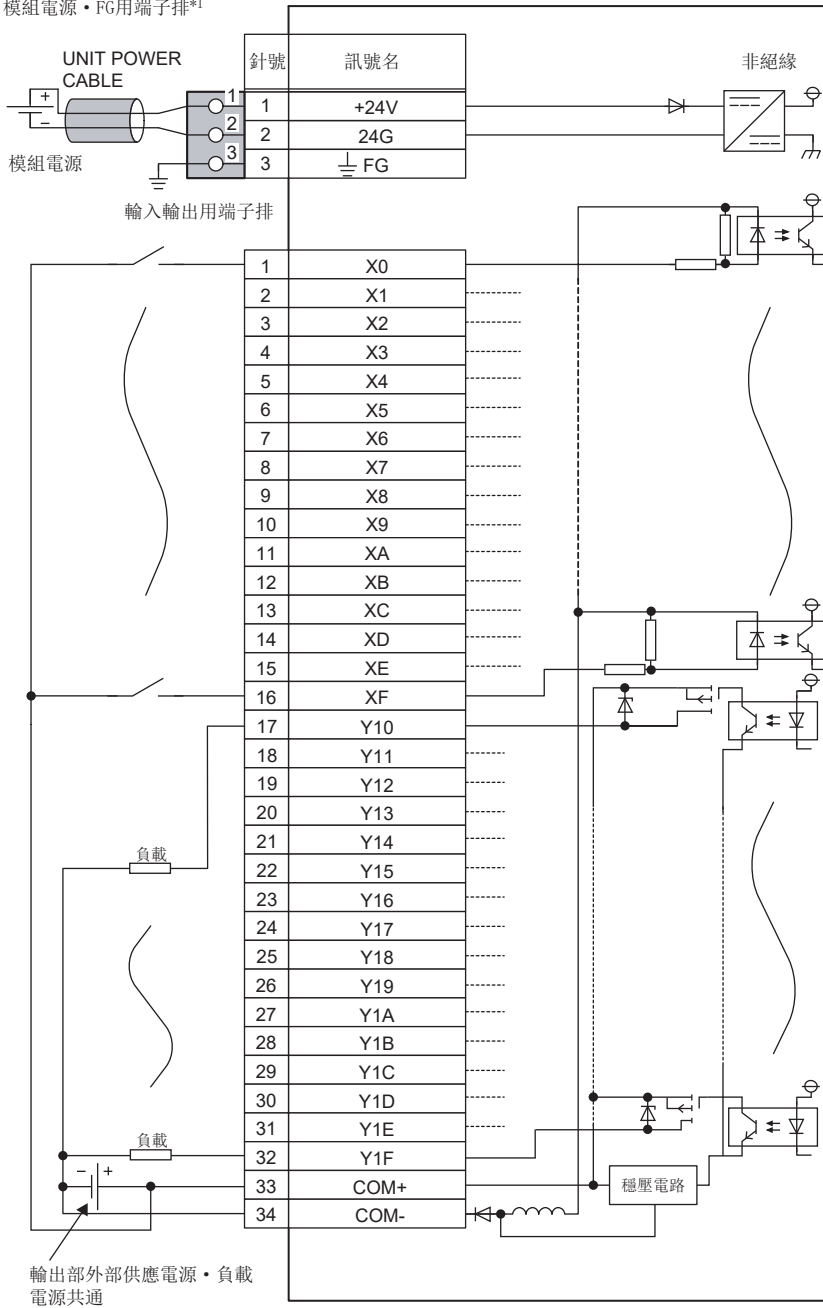 模組電源・FG用端子排*1
UNIT POWER
CABLE
針號 訊號名
非絕緣
+
−
1
2
3
模組電源
1 +24V
2 24G
3 FG
輸入輸出用端子排
1 X0
2 X1
3 X2
4 X3
5 X4
6 X5
7 X6
8 X7
9 X8
10 X9
11 XA
12 XB
13 XC
14 XD
15 XE
16 XF
17 Y10
18 Y11
19 Y12
20 Y13
21 Y14
負載
22 Y15
23 Y16
24 Y17
25 Y18
26 Y19
27 Y1A
28 Y1B
29 Y1C
30 Y1D
31 Y1E
負載
32 Y1F
− +
33 COM+
穩壓電路
34 COM-
輸出部外部供應電源・負載
電源共通